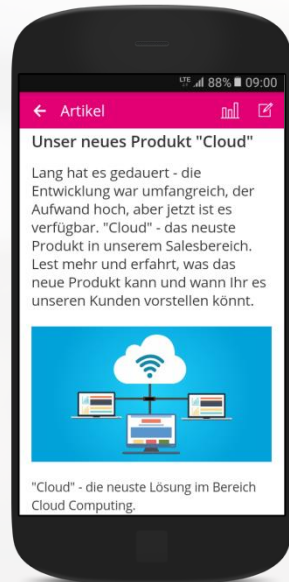 LTE 88% 09:00
Artikel
Unser neues Produkt "Cloud"
Lang hat es gedauert - die
Entwicklung war umfangreich, der
Aufwand hoch, aber jetzt ist es
verfügbar. "Cloud" - das neuste
Produkt in unserem Salesbereich.
Lest mehr und erfahrt, was das
neue Produkt kann und wann Ihr es
unseren Kunden vorstellen könnt.
"Cloud" - die neuste Lösung im Bereich
Cloud Computing.